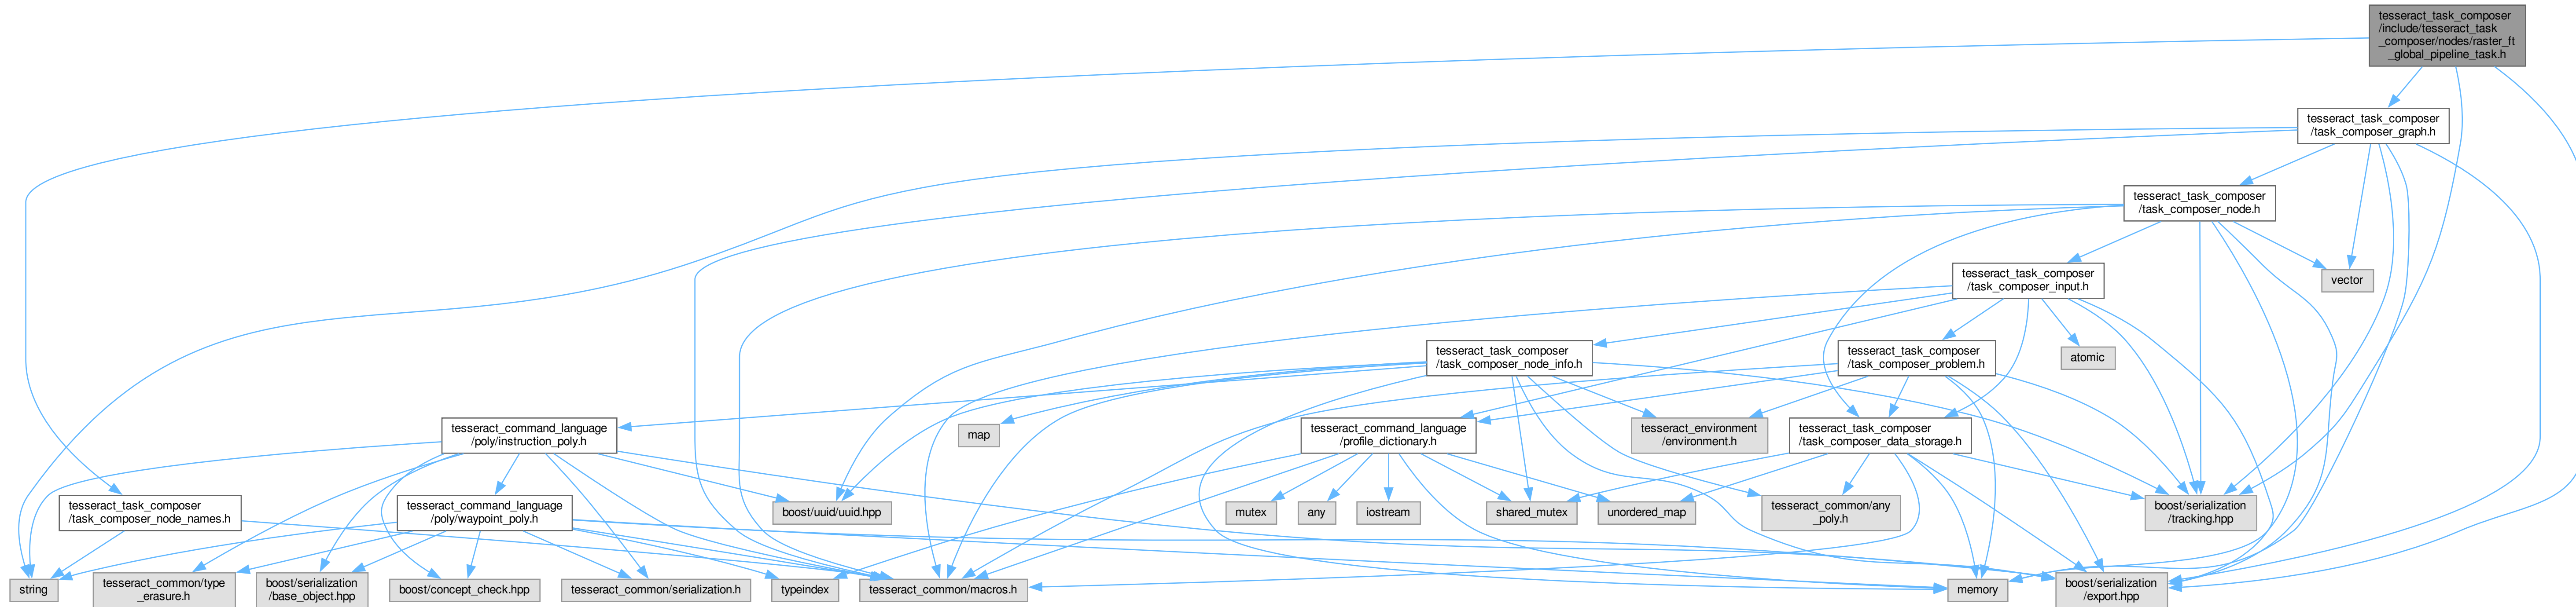 tesseract_task_composer
/include/tesseract_task
_composer/nodes/raster_ft
_global_pipeline_task.h
tesseract_task_composer
/task_composer_graph.h
tesseract_task_composer
/task_composer_node.h
tesseract_task_composer
/task_composer_input.h
vector
tesseract_task_composer
/task_composer_node_info.h
tesseract_task_composer
/task_composer_problem.h
atomic
tesseract_command_language
/poly/instruction_poly.h
map
tesseract_command_language
/profile_dictionary.h
tesseract_environment
/environment.h
tesseract_task_composer
/task_composer_data_storage.h
tesseract_task_composer
/task_composer_node_names.h
tesseract_command_language
/poly/waypoint_poly.h
boost/uuid/uuid.hpp
mutex
any
iostream
shared_mutex
unordered_map
tesseract_common/any
_poly.h
boost/serialization
/tracking.hpp
string
tesseract_common/type
_erasure.h
boost/serialization
/base_object.hpp
boost/concept_check.hpp
tesseract_common/serialization.h
typeindex
tesseract_common/macros.h
memory
boost/serialization
/export.hpp